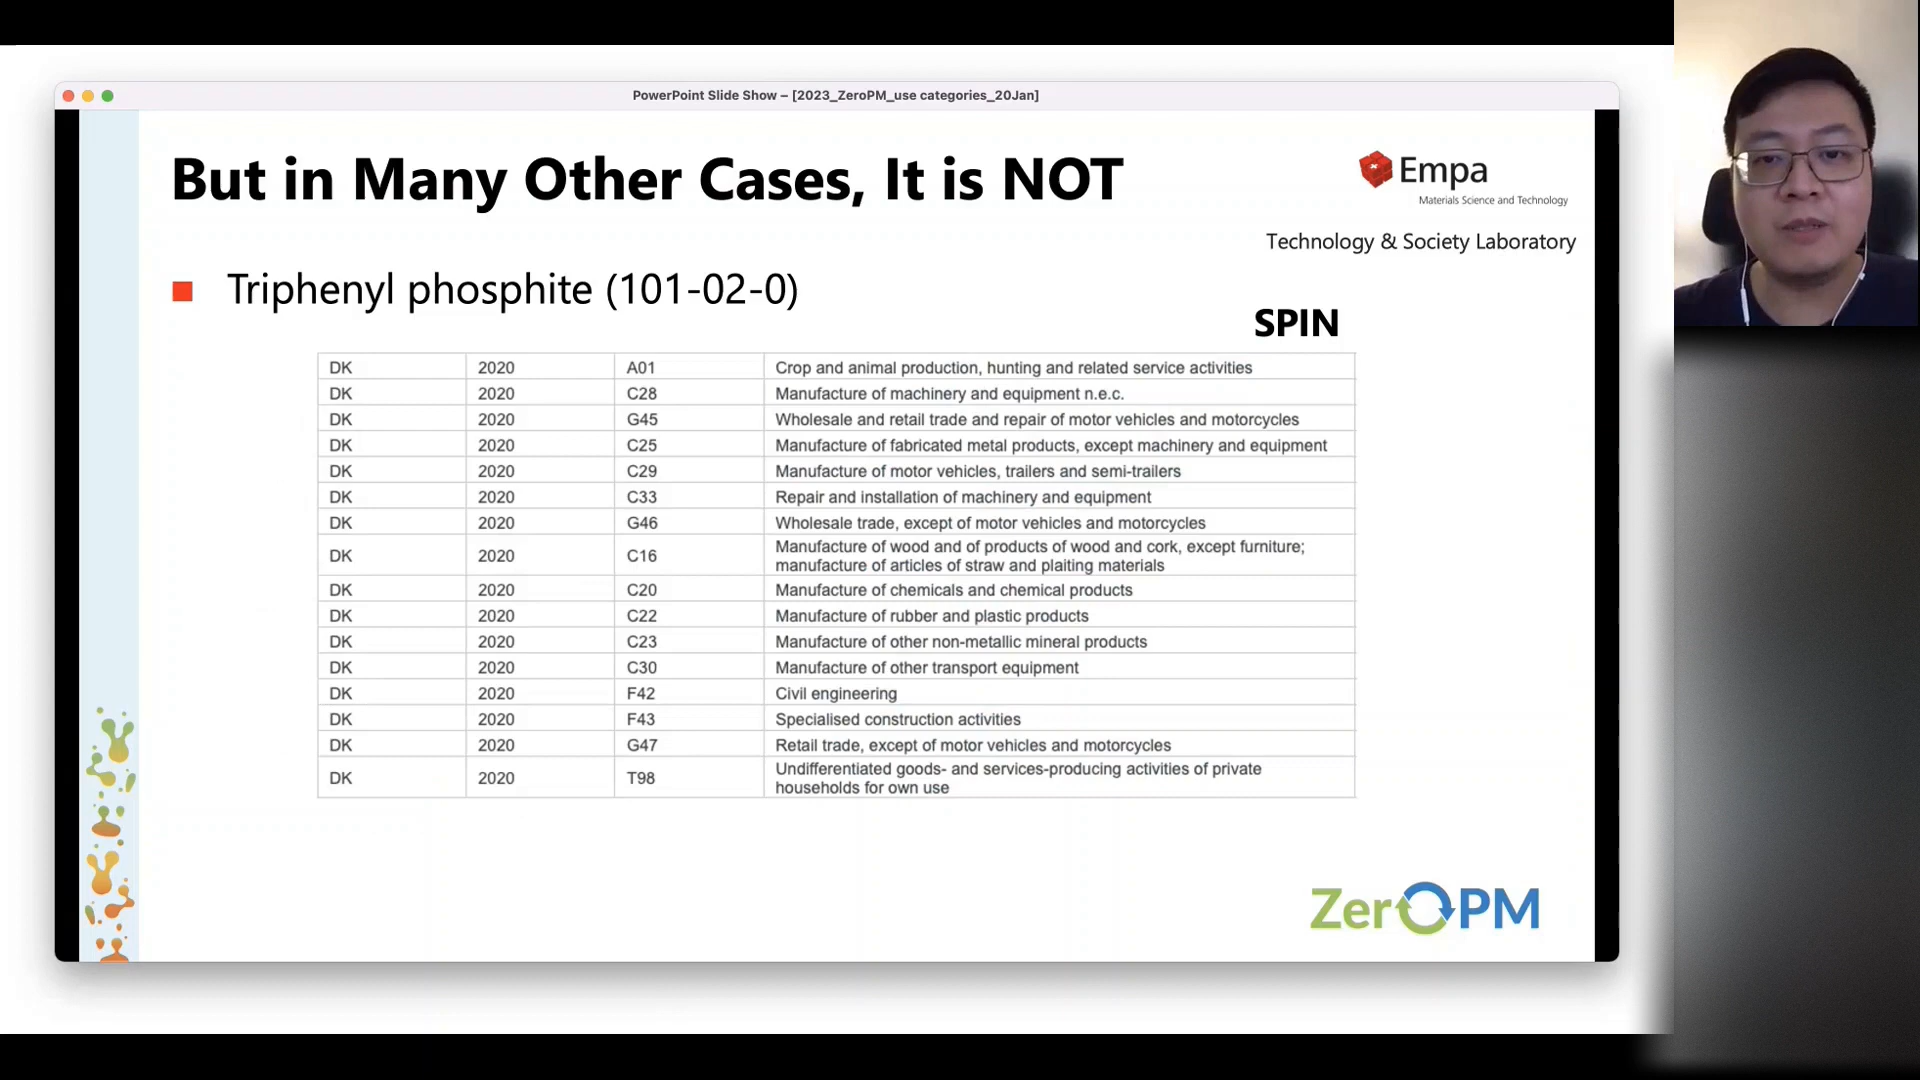 PowerPoint Slide Show – [2023_ZeroPM_use categories_20Jan]
But in Many Other Cases, It is NOT
Empa
Materials Science and Technology
Technology & Society Laboratory
Triphenyl phosphite (101-02-0)
SPIN
DK 2020 A01 Crop and animal production, hunting and related service activities
DK 2020 C28 Manufacture of machinery and equipment n.e.c.
DK 2020 G45 Wholesale and retail trade and repair of motor vehicles and motorcycles
DK 2020 C25 Manufacture of fabricated metal products, except machinery and equipment
DK 2020 C29 Manufacture of motor vehicles, trailers and semi-trailers
DK 2020 C33 Repair and installation of machinery and equipment
DK 2020 G46 Wholesale trade, except of motor vehicles and motorcycles
DK 2020 C16 Manufacture of wood and of products of wood and cork, except furniture;
manufacture of articles of straw and plaiting materials
DK 2020 C20 Manufacture of chemicals and chemical products
DK 2020 C22 Manufacture of rubber and plastic products
DK 2020 C23 Manufacture of other non-metallic mineral products
DK 2020 C30 Manufacture of other transport equipment
DK 2020 F42 Civil engineering
DK 2020 F43 Specialised construction activities
DK 2020 G47 Retail trade, except of motor vehicles and motorcycles
DK 2020 T98 Undifferentiated goods- and services-producing activities of private
households for own use
ZeroPM